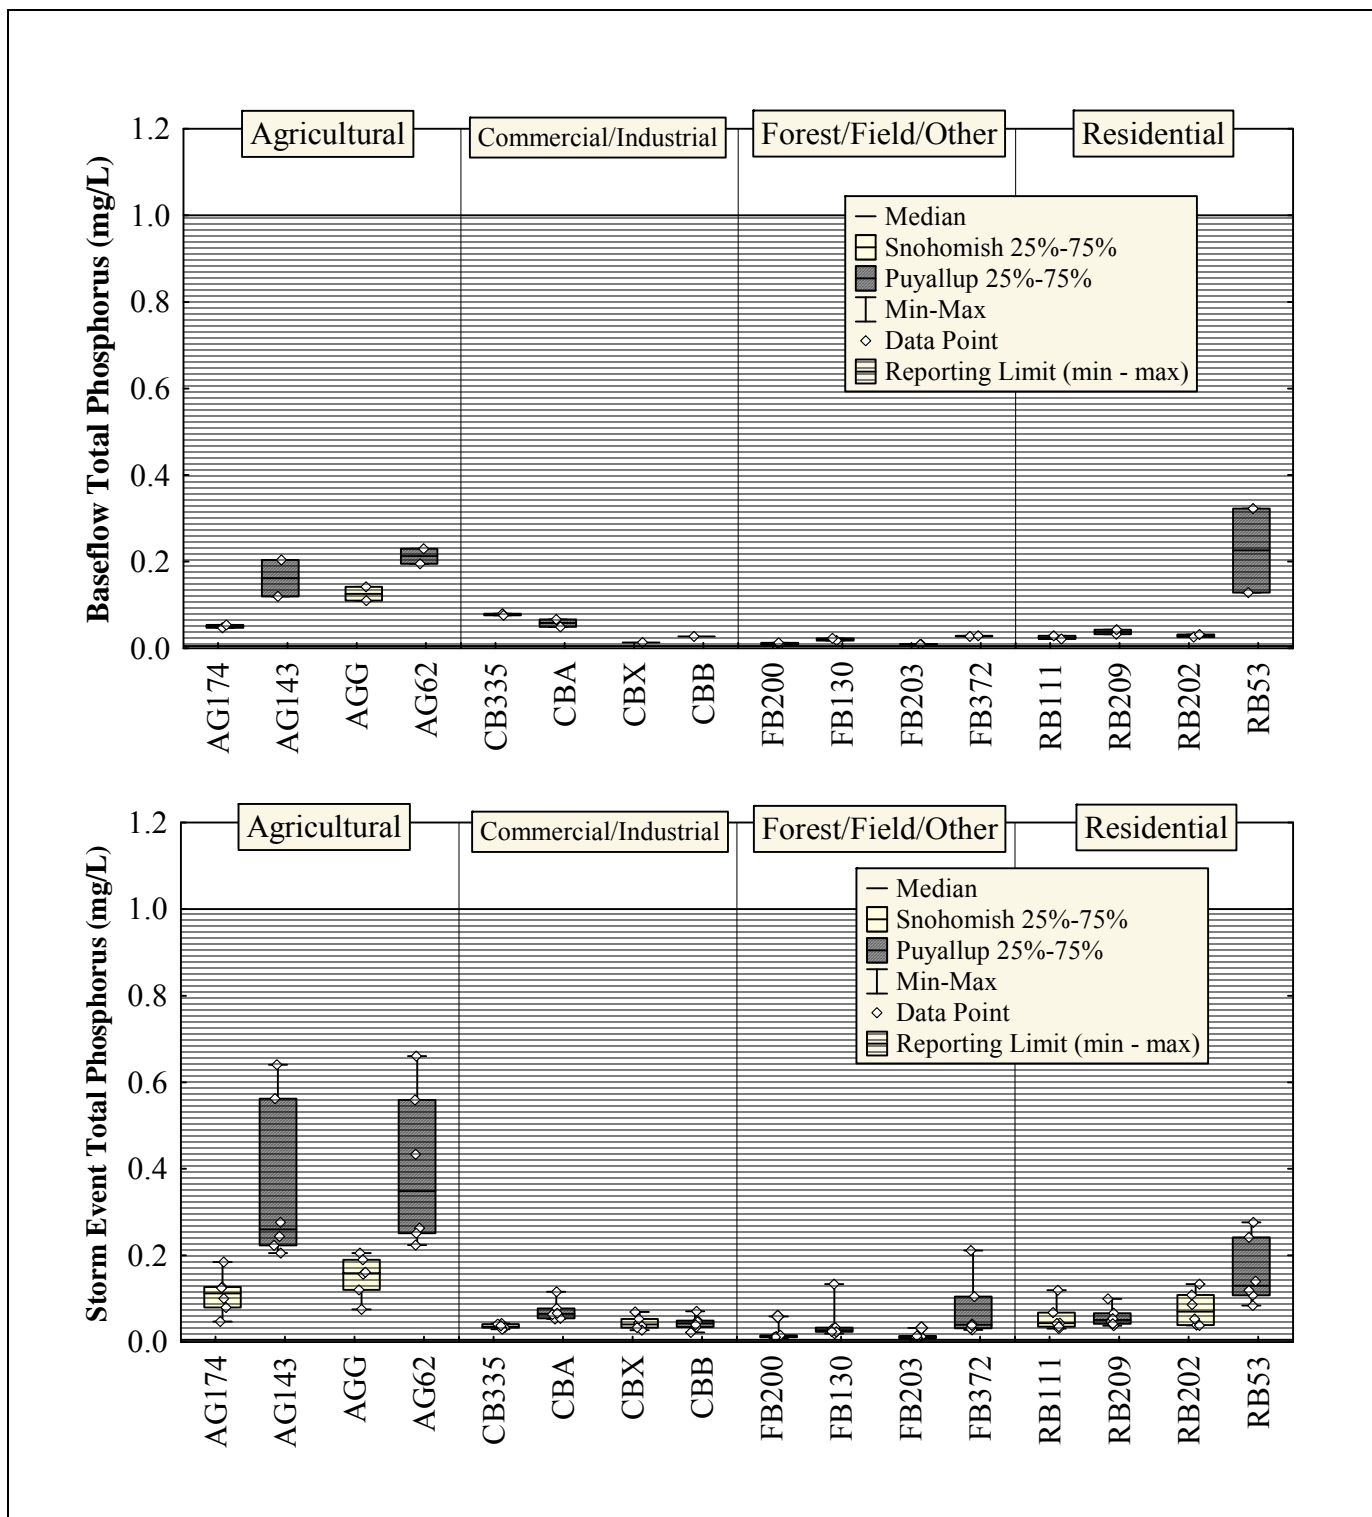 Agricultural
Commercial/Industrial
Forest/Field/Other
Residential
Baseflow Total Phosphorus (mg/L)
1.2
1.0
0.8
0.6
0.4
0.2
0.0
Median
Snohomish 25%-75%
Puyallup 25%-75%
Min-Max
Data Point
Reporting Limit (min - max)
AG174
AG143
AGG
AG62
CB335
CBA
CBX
CBB
FB200
FB130
FB203
FB372
RB111
RB209
RB202
RB53
Agricultural
Commercial/Industrial
Forest/Field/Other
Residential
Storm Event Total Phosphorus (mg/L)
1.2
1.0
0.8
0.6
0.4
0.2
0.0
Median
Snohomish 25%-75%
Puyallup 25%-75%
Min-Max
Data Point
Reporting Limit (min - max)
AG174
AG143
AGG
AG62
CB335
CBA
CBX
CBB
FB200
FB130
FB203
FB372
RB111
RB209
RB202
RB53